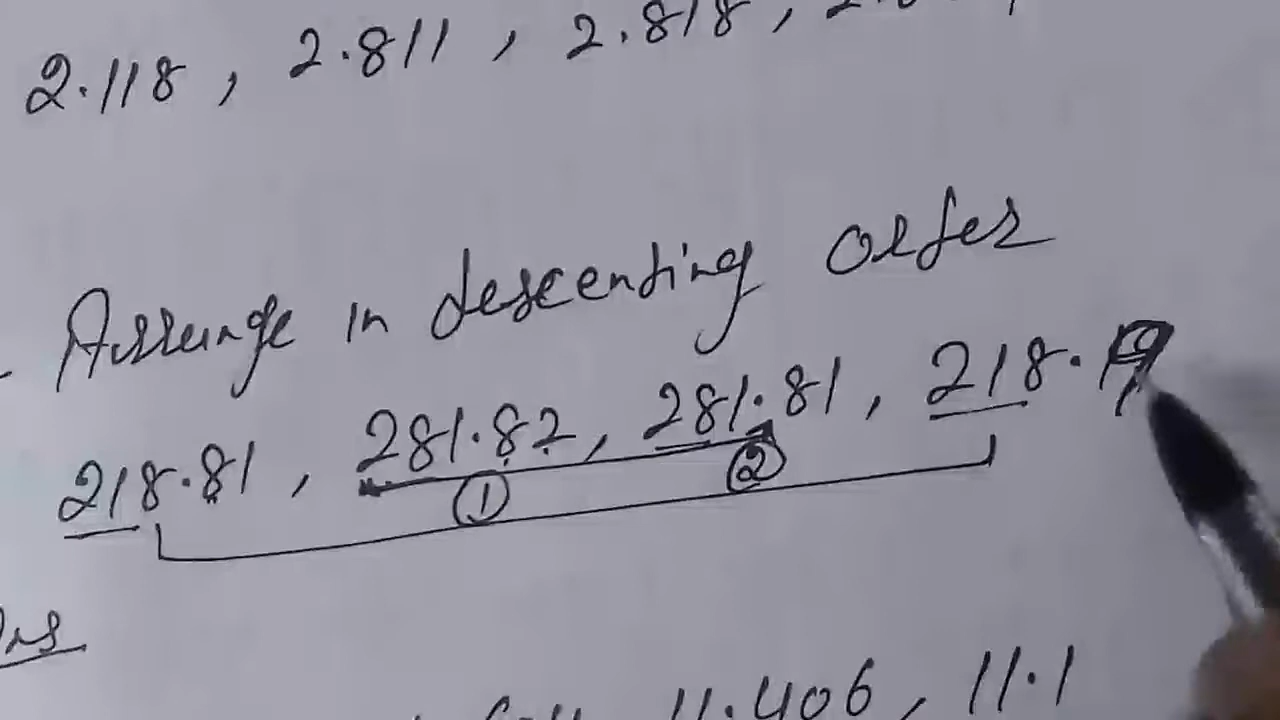 2.118 , 2.811 , 2.818 ,
Arrange in descending order
218.81 , 281.82 , 281.81 , 218.
1 2
Ans
11.406 , 11.1